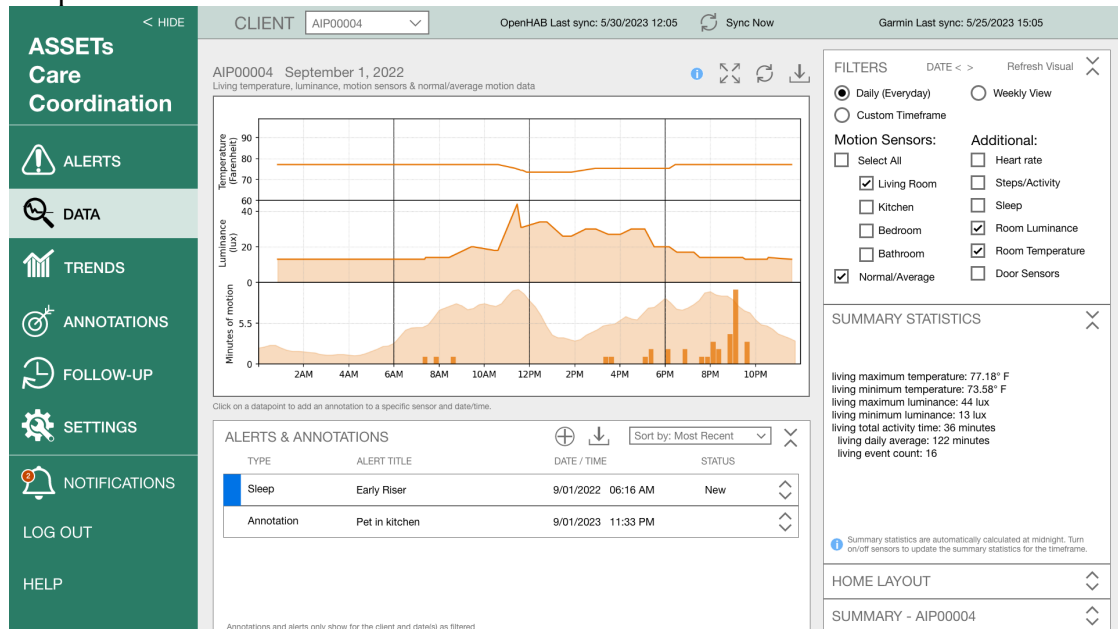 < HIDE
ASSETs
Care
Coordination
ALERTS
DATA
TRENDS
ANNOTATIONS
FOLLOW-UP
SETTINGS
2
NOTIFICATIONS
LOG OUT
HELP
CLIENT AIP00004 OpenHAB Last sync: 5/30/2023 12:05 Sync Now Garmin Last sync: 5/25/2023 15:05
AIP00004 September 1, 2022
Living temperature, luminance, motion sensors & normal/average motion data
Temperature
(Farenheit)
90
80
70
60
Luminance
(lux)
40
20
0
Minutes of motion
5.5
0
2AM 4AM 6AM 8AM 10AM 12PM 2PM 4PM 6PM 8PM 10PM
Click on a datapoint to add an annotation to a specific sensor and date/time.
ALERTS & ANNOTATIONS Sort by: Most Recent
TYPE ALERT TITLE DATE / TIME STATUS
Sleep Early Riser 9/01/2022 06:16 AM New
Annotation Pet in kitchen 9/01/2023 11:33 PM
Annotations and alerts only show for the client and date(s) as filtered
FILTERS DATE < > Refresh Visual
Daily (Everyday) Weekly View
Custom Timeframe
Motion Sensors: Additional:
Select All Heart rate
Living Room Steps/Activity
Kitchen Sleep
Bedroom Room Luminance
Bathroom Room Temperature
Normal/Average Door Sensors
SUMMARY STATISTICS
living maximum temperature: 77.18° F
living minimum temperature: 73.58° F
living maximum luminance: 44 lux
living minimum luminance: 13 lux
living total activity time: 36 minutes
living daily average: 122 minutes
living event count: 16
Summary statistics are automatically calculated at midnight. Turn
on/off sensors to update the summary statistics for the timeframe.
HOME LAYOUT
SUMMARY - AIP00004